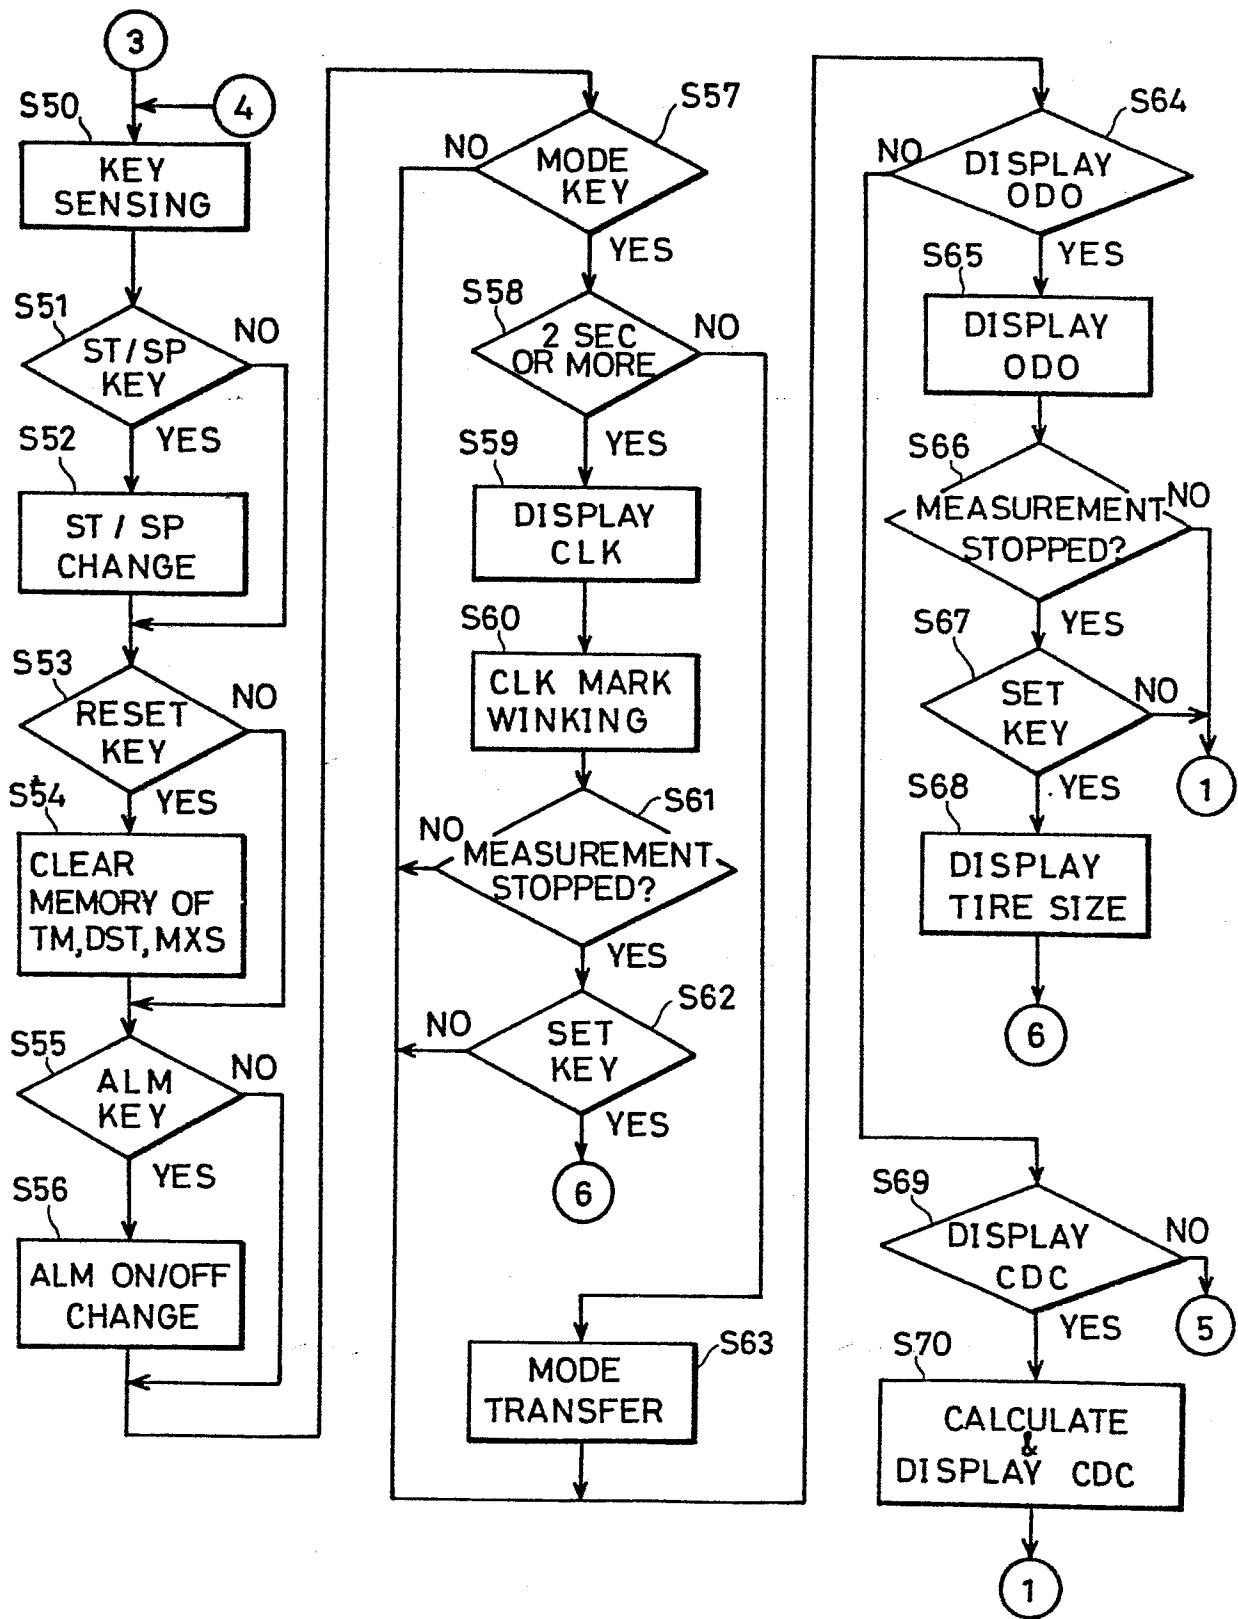 3
4
S50
KEY
SENSING
S51
NO
ST/SP
KEY
YES
S52
ST / SP
CHANGE
S53
NO
RESET
KEY
YES
S54
CLEAR
MEMORY OF
TM, DST, MXS
S55
NO
ALM
KEY
YES
S56
ALM ON/OFF
CHANGE
S57
NO
MODE
KEY
YES
S58
NO
2 SEC
OR MORE
YES
S59
DISPLAY
CLK
S60
CLK MARK
WINKING
S61
NO
MEASUREMENT
STOPPED?
YES
S62
NO
SET
KEY
YES
6
S63
MODE
TRANSFER
S64
NO
DISPLAY
ODO
YES
S65
DISPLAY
ODO
S66
NO
MEASUREMENT
STOPPED?
YES
S67
SET
KEY
NO
YES
1
S68
DISPLAY
TIRE SIZE
6
S69
NO
DISPLAY
CDC
YES
5
S70
CALCULATE
&
DISPLAY CDC
1